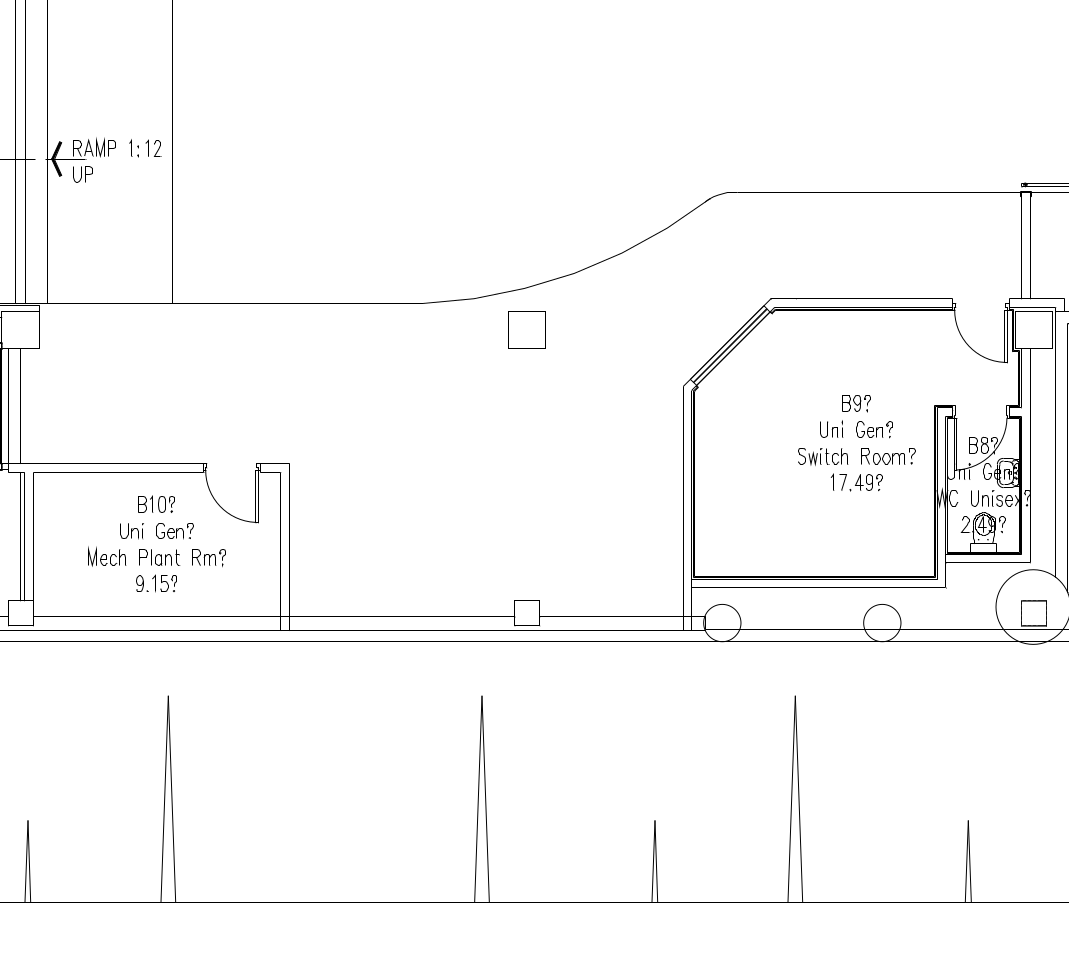 RAMP 1:12
UP
B9?
Uni Gen?
Switch Room?
17.49?
B8?
Uni Gen?
WC Unisex?
2.49?
B10?
Uni Gen?
Mech Plant Rm?
9.15?